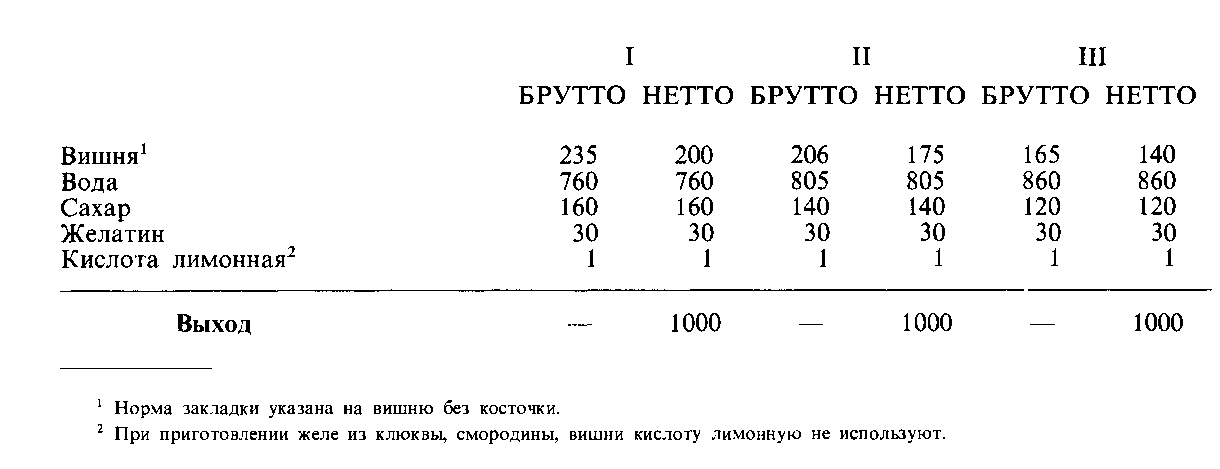 I II III
БРУТТО НЕТТО БРУТТО НЕТТО БРУТТО НЕТТО
Вишня¹ 235 200 206 175 165 140
Вода 760 760 805 805 860 860
Сахар 160 160 140 140 120 120
Желатин 30 30 30 30 30 30
Кислота лимонная² 1 1 1 1 1 1
Выход — 1000 — 1000 — 1000
¹ Норма закладки указана на вишню без косточки.
² При приготовлении желе из клюквы, смородины, вишни кислоту лимонную не используют.